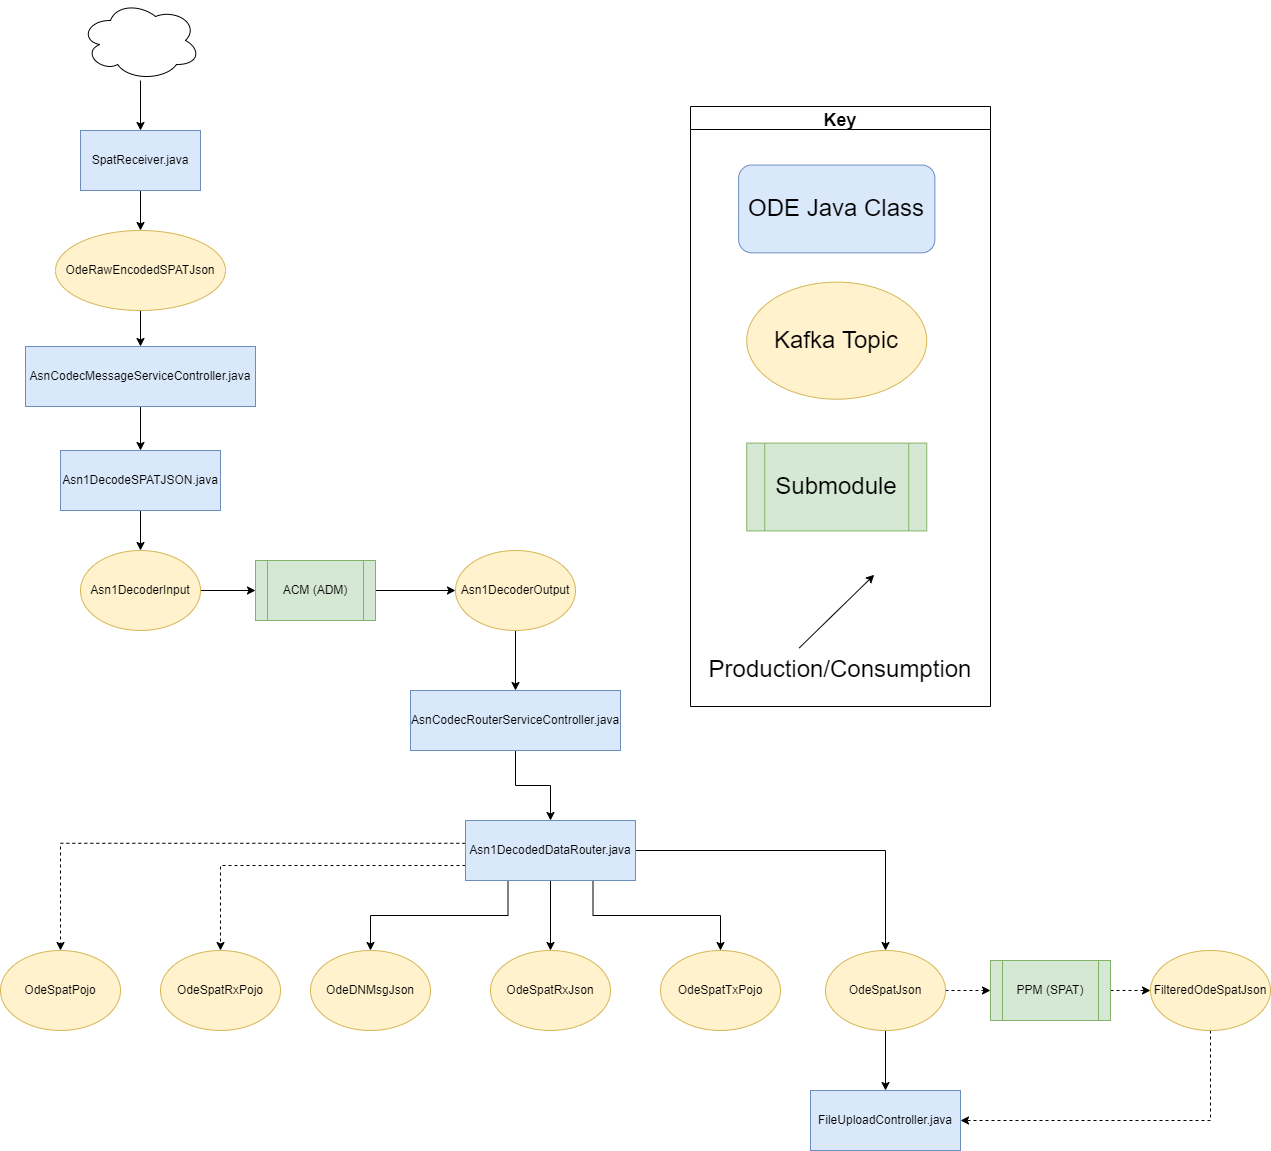 SpatReceiver.java
OdeRawEncodedSPATJson
AsnCodecMessageServiceController.java
Asn1DecodeSPATJSON.java
Asn1DecoderInput
ACM (ADM)
Asn1DecoderOutput
AsnCodecRouterServiceController.java
Asn1DecodedDataRouter.java
OdeSpatPojo
OdeSpatRxPojo
OdeDNMsgJson
OdeSpatRxJson
OdeSpatTxPojo
OdeSpatJson
PPM (SPAT)
FilteredOdeSpatJson
FileUploadController.java
Key
ODE Java Class
Kafka Topic
Submodule
Production/Consumption